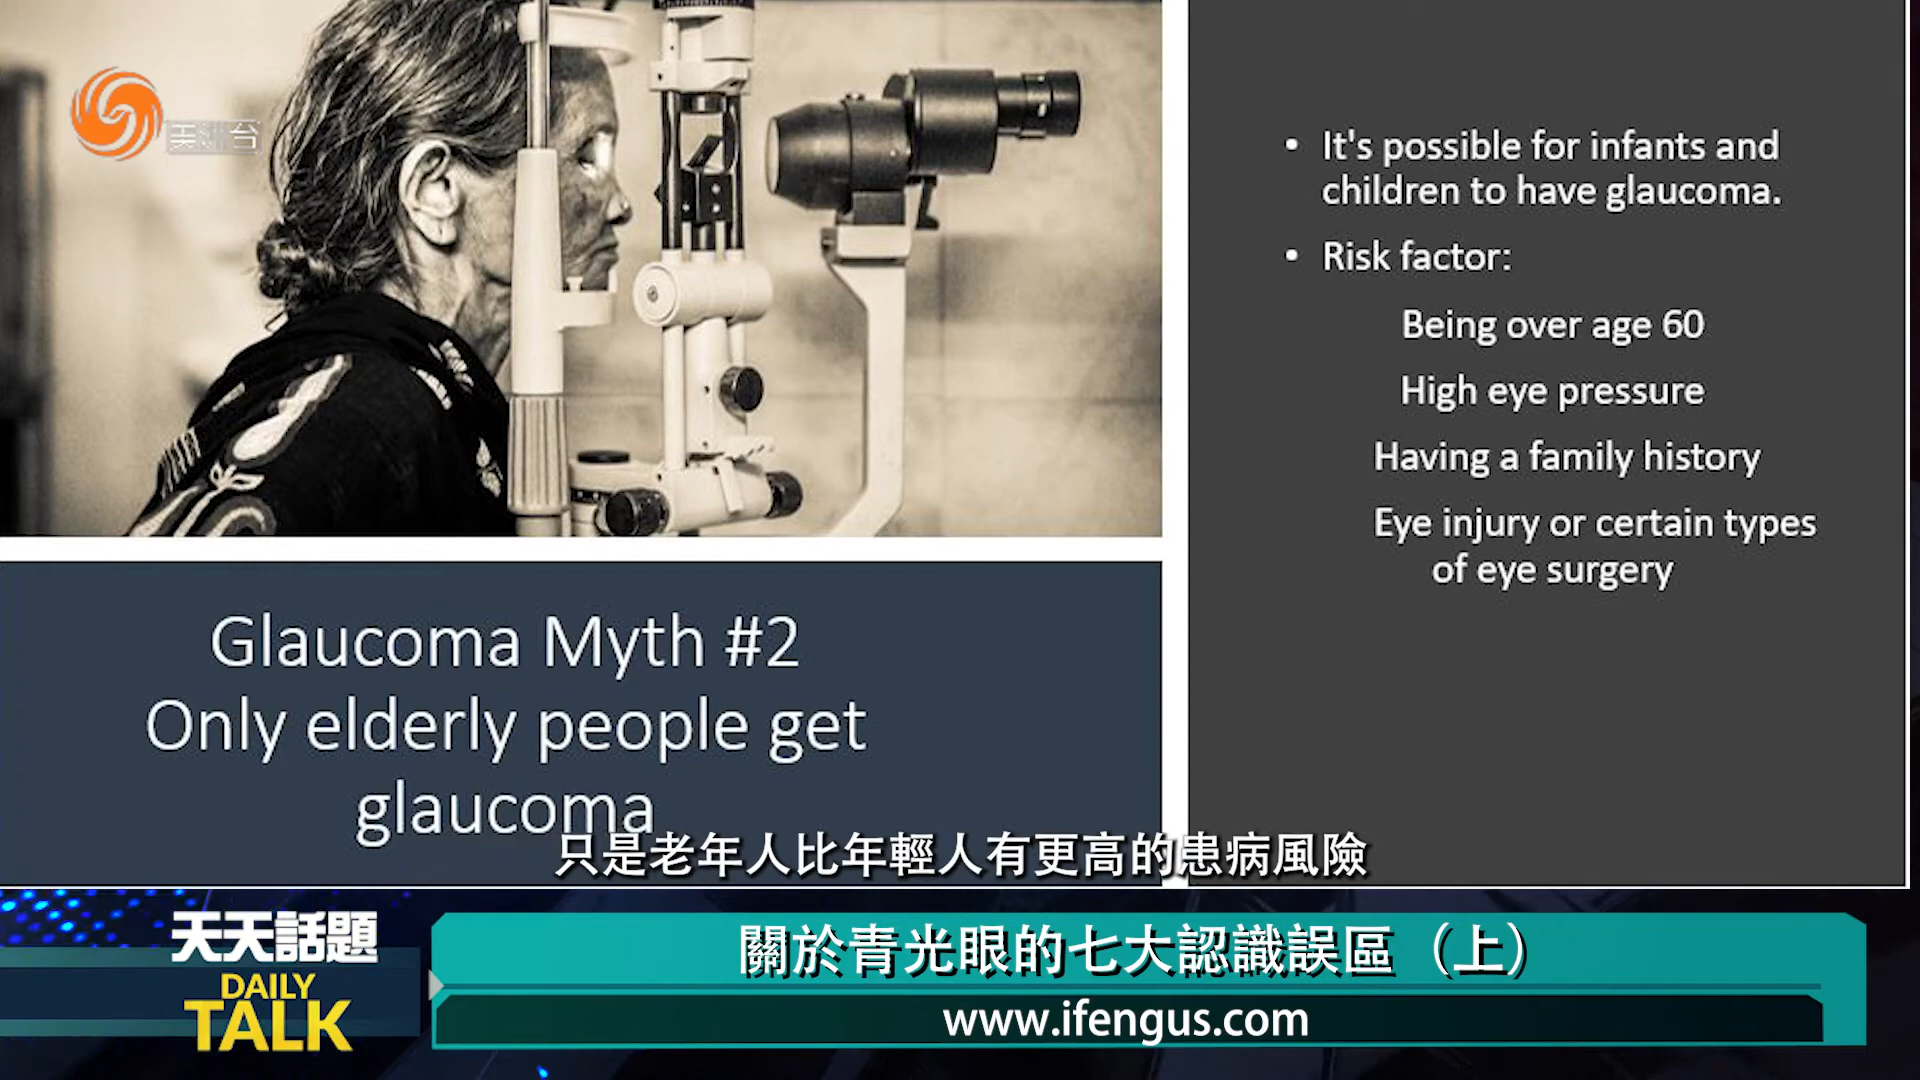 美洲台
It's possible for infants and
children to have glaucoma.
Risk factor:
Being over age 60
High eye pressure
Having a family history
Eye injury or certain types
of eye surgery
Glaucoma Myth #2
Only elderly people get
glaucoma
只是老年人比年輕人有更高的患病風險
天天話題
DAILY
TALK
關於青光眼的七大認識誤區（上）
www.ifengus.com